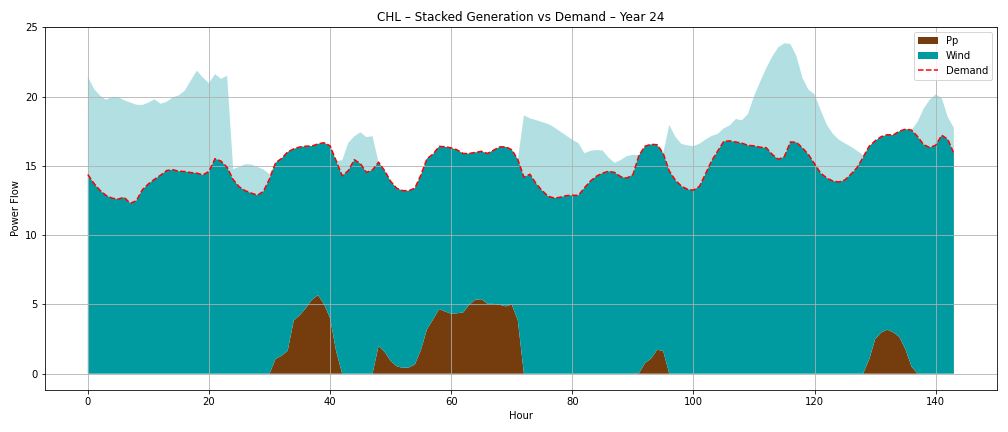 CHL – Stacked Generation vs Demand – Year 24
Pp
Wind
Demand
Power Flow
25
20
15
10
5
0
0 20 40 60 80 100 120 140
Hour